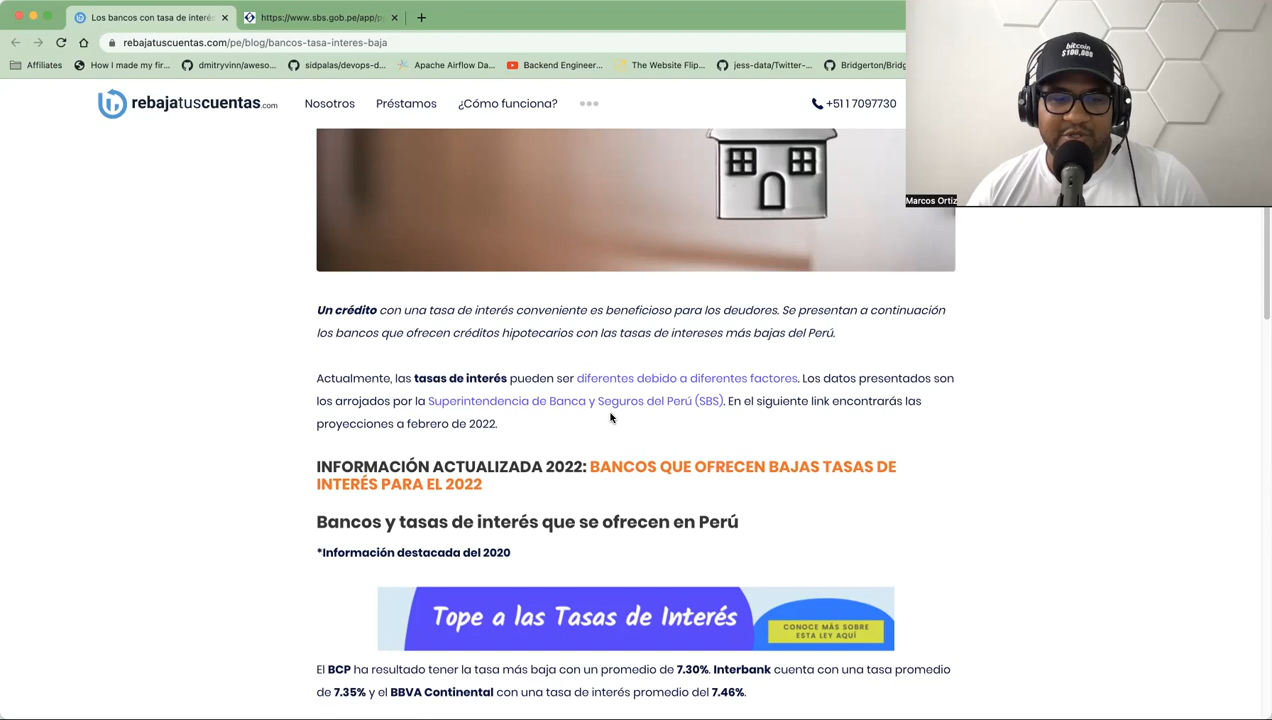 Los bancos con tasa de interés
https://www.sbs.gob.pe/app/p
rebajatuscuentas.com/pe/blog/bancos-tasa-interes-baja
Affiliates
How I made my fir...
dmitryvinn/aweso...
sidpalas/devops-d...
Apache Airflow Da...
Backend Engineer...
The Website Flip...
jess-data/Twitter-...
Bridgerton/Bridg
rebajatuscuentas.com
Nosotros
Préstamos
¿Cómo funciona?
+51 1 7097730
bitcoin
$100,000
Marcos Ortiz
Un crédito con una tasa de interés conveniente es beneficioso para los deudores. Se presentan a continuación
los bancos que ofrecen créditos hipotecarios con las tasas de intereses más bajas del Perú.
Actualmente, las tasas de interés pueden ser diferentes debido a diferentes factores. Los datos presentados son
los arrojados por la Superintendencia de Banca y Seguros del Perú (SBS). En el siguiente link encontrarás las
proyecciones a febrero de 2022.
INFORMACIÓN ACTUALIZADA 2022: BANCOS QUE OFRECEN BAJAS TASAS DE
INTERÉS PARA EL 2022
Bancos y tasas de interés que se ofrecen en Perú
*Información destacada del 2020
Tope a las Tasas de Interés
CONOCE MÁS SOBRE
ESTA LEY AQUÍ
El BCP ha resultado tener la tasa más baja con un promedio de 7.30%. Interbank cuenta con una tasa promedio
de 7.35% y el BBVA Continental con una tasa de interés promedio del 7.46%.